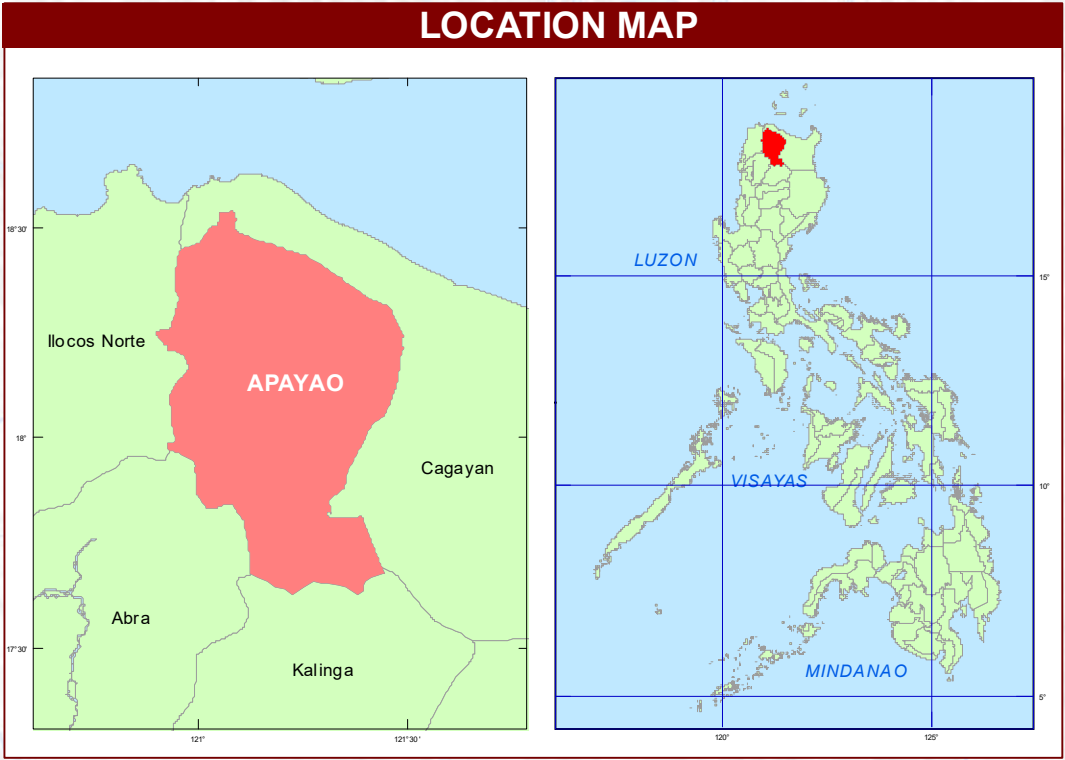 LOCATION MAP
18°30'
Ilocos Norte
APAYAO
18°
Cagayan
Abra
Kalinga
17°30'
121°
121°30'
LUZON
15°
VISAYAS
10°
MINDANAO
5°
120°
125°